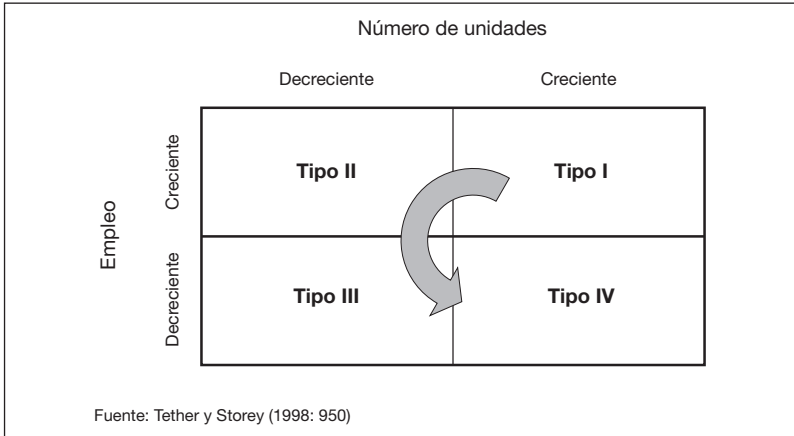 Número de unidades
Decreciente Creciente
Empleo
Creciente
Tipo II Tipo I
Decreciente
Tipo III Tipo IV
Fuente: Tether y Storey (1998: 950)